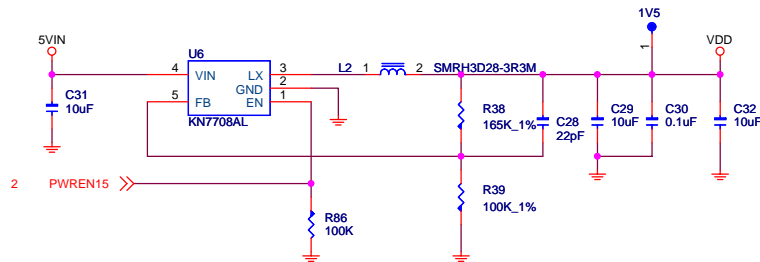 1V5
5VIN
VDD
U6
4 VIN LX 3 L2 1 2 SMRH3D28-3R3M
GND 2
5 FB EN 1
KN7708AL
1
C31
10uF
R38
165K_1%
C28
22pF
C29
10uF
C30
0.1uF
C32
10uF
2 PWREN15
R39
100K_1%
R86
100K